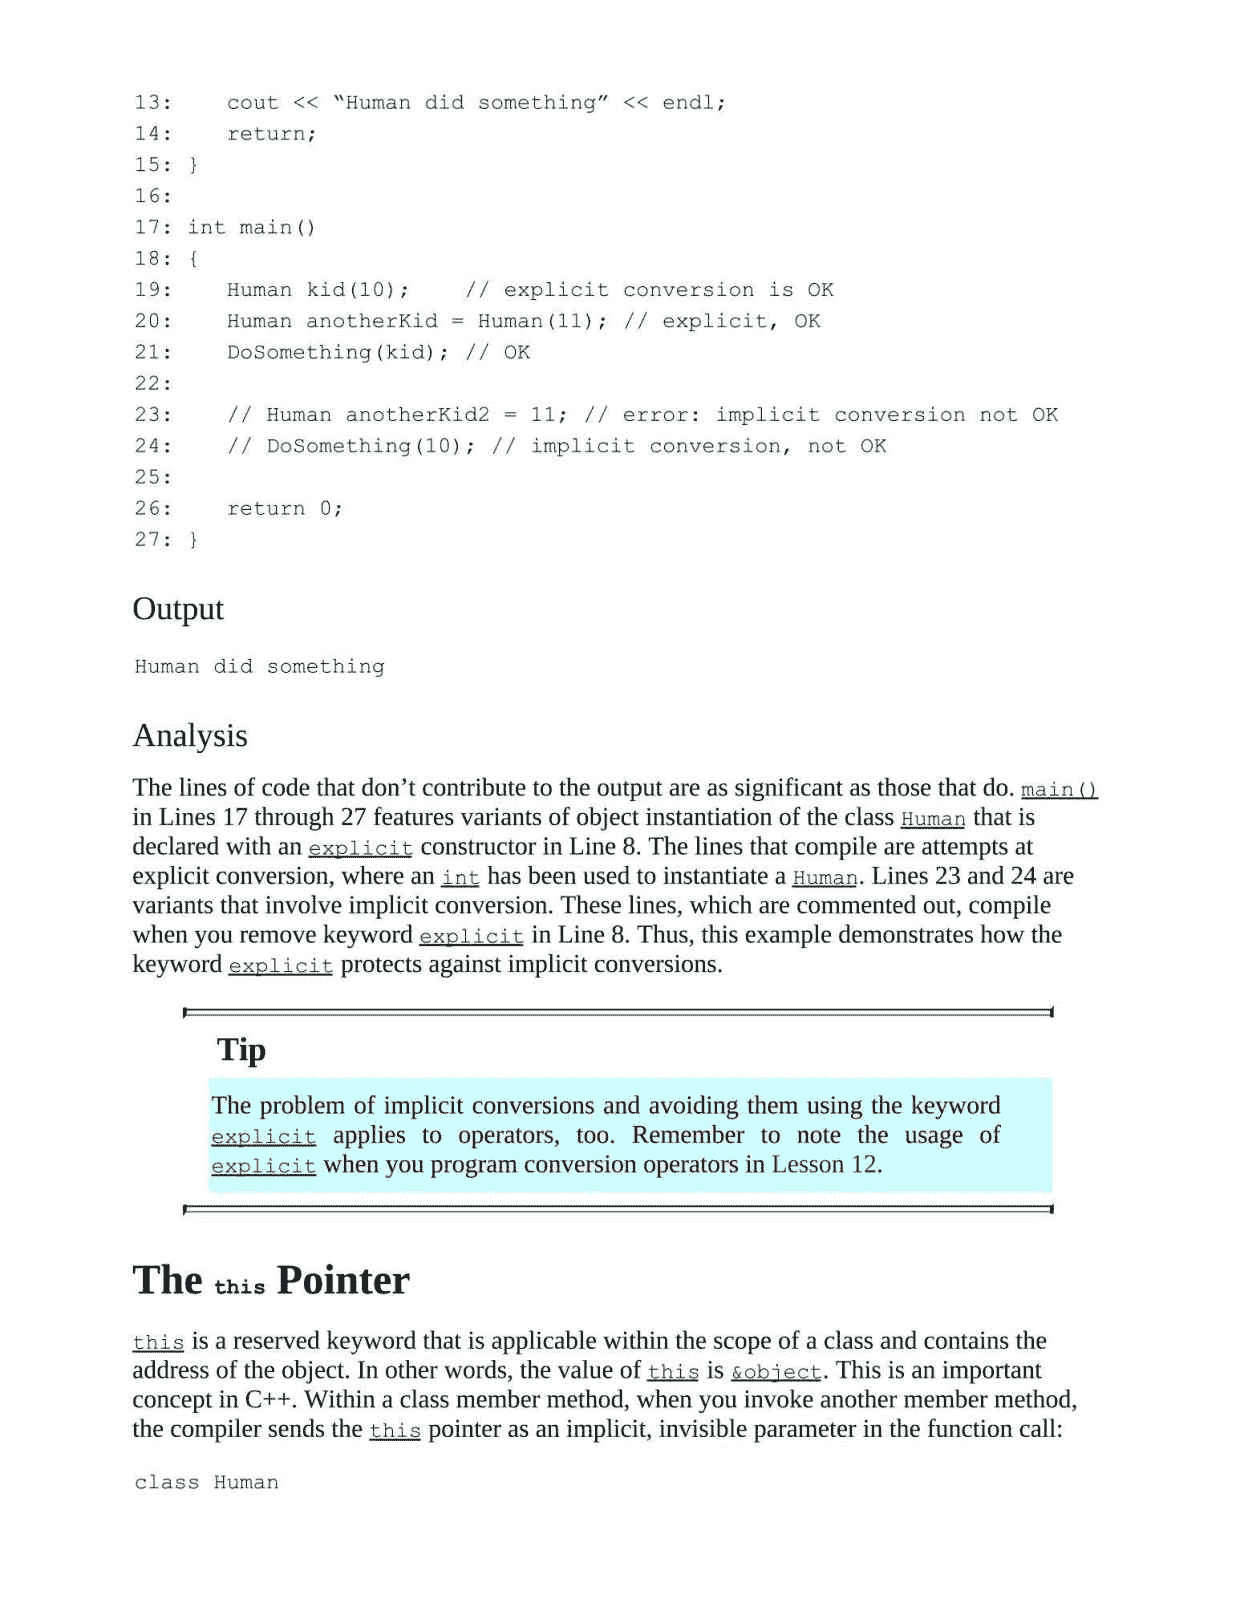 13:    cout << “Human did something” << endl;
14:    return;
15: }
16:
17: int main()
18: {
19:    Human kid(10);    // explicit conversion is OK
20:    Human anotherKid = Human(11); // explicit, OK
21:    DoSomething(kid); // OK
22:
23:    // Human anotherKid2 = 11; // error: implicit conversion not OK
24:    // DoSomething(10); // implicit conversion, not OK
25:
26:    return 0;
27: }
Output
Human did something
Analysis
The lines of code that don’t contribute to the output are as significant as those that do. main()
in Lines 17 through 27 features variants of object instantiation of the class Human that is
declared with an explicit constructor in Line 8. The lines that compile are attempts at
explicit conversion, where an int has been used to instantiate a Human. Lines 23 and 24 are
variants that involve implicit conversion. These lines, which are commented out, compile
when you remove keyword explicit in Line 8. Thus, this example demonstrates how the
keyword explicit protects against implicit conversions.
Tip
The problem of implicit conversions and avoiding them using the keyword
explicit applies to operators, too. Remember to note the usage of
explicit when you program conversion operators in Lesson 12.
The this Pointer
this is a reserved keyword that is applicable within the scope of a class and contains the
address of the object. In other words, the value of this is &object. This is an important
concept in C++. Within a class member method, when you invoke another member method,
the compiler sends the this pointer as an implicit, invisible parameter in the function call:
class Human